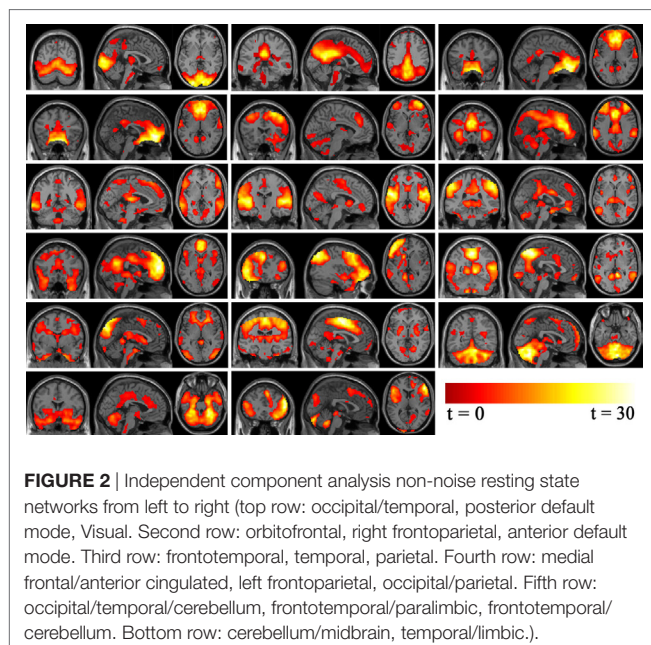 t = 0
t = 30
FIGURE 2 | Independent component analysis non-noise resting state
networks from left to right (top row: occipital/temporal, posterior default
mode, Visual. Second row: orbitofrontal, right frontoparietal, anterior default
mode. Third row: frontotemporal, temporal, parietal. Fourth row: medial
frontal/anterior cingulated, left frontoparietal, occipital/parietal. Fifth row:
occipital/temporal/cerebellum, frontotemporal/paralimbic, frontotemporal/
cerebellum. Bottom row: cerebellum/midbrain, temporal/limbic.).